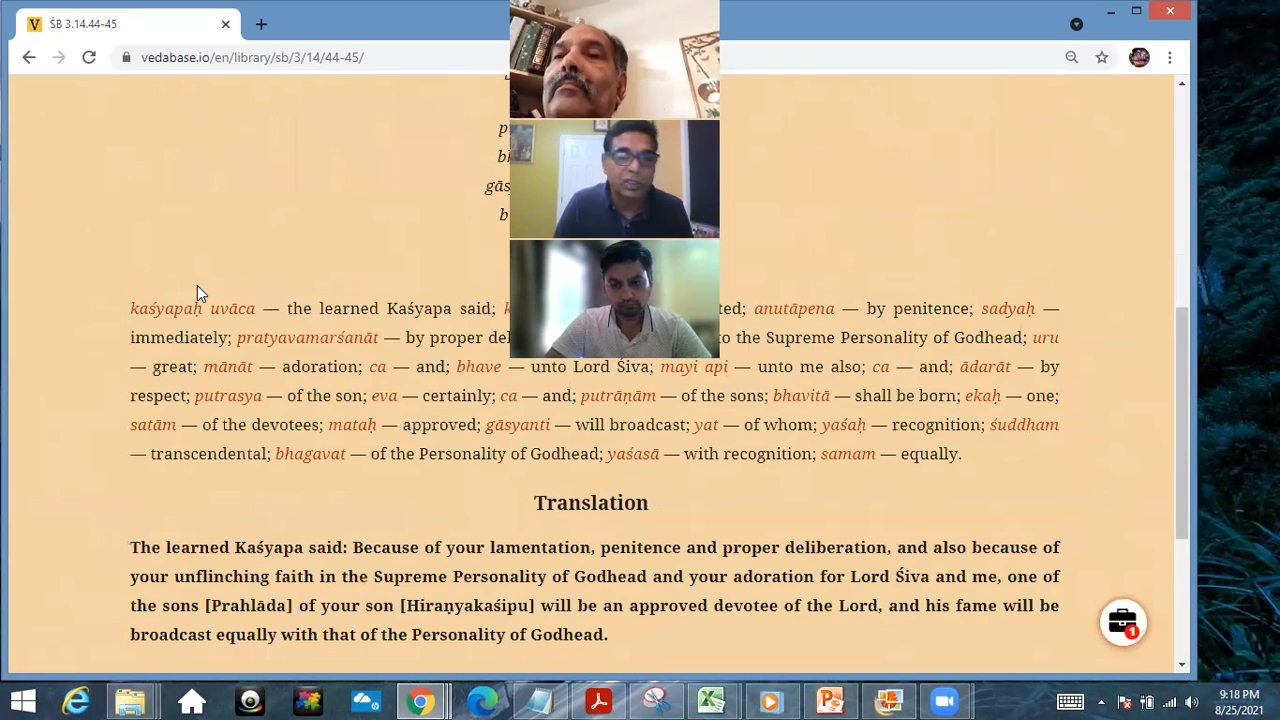 ŚB 3.14.44-45
vedabase.io/en/library/sb/3/14/44-45/
gās
b
kaśyapaḥ uvāca — the learned Kaśyapa said; ted; anutāpena — by penitence; sadyaḥ —
immediately; pratyavamarśanāt — by proper del o the Supreme Personality of Godhead; uru
— great; mānāt — adoration; ca — and; bhave — unto Lord Śiva; mayi api — unto me also; ca — and; ādarāt — by
respect; putrasya — of the son; eva — certainly; ca — and; putrāṇām — of the sons; bhavitā — shall be born; ekaḥ — one;
satām — of the devotees; mataḥ — approved; gāsyanti — will broadcast; yat — of whom; yaśaḥ — recognition; śuddham
— transcendental; bhagavat — of the Personality of Godhead; yaśasā — with recognition; samam — equally.
Translation
The learned Kaśyapa said: Because of your lamentation, penitence and proper deliberation, and also because of
your unflinching faith in the Supreme Personality of Godhead and your adoration for Lord Śiva and me, one of
the sons [Prahlāda] of your son [Hiraṇyakaśipu] will be an approved devotee of the Lord, and his fame will be
broadcast equally with that of the Personality of Godhead.
1
9:18 PM
8/25/2021